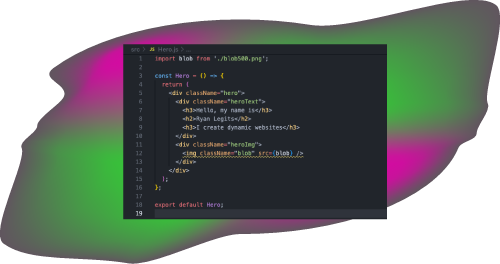 src > JS Hero.js > ...
1 import blob from './blob500.png';
2
3 const Hero = () => {
4 return (
5 <div className="hero">
6 <div className="heroText">
7 <h3>Hello, my name is</h3>
8 <h2>Ryan Legits</h2>
9 <h3>I create dynamic websites</h3>
10 </div>
11 <div className="heroImg">
12 <img className="blob" src={blob} />
13 </div>
14 </div>
15 );
16 };
17
18 export default Hero;
19